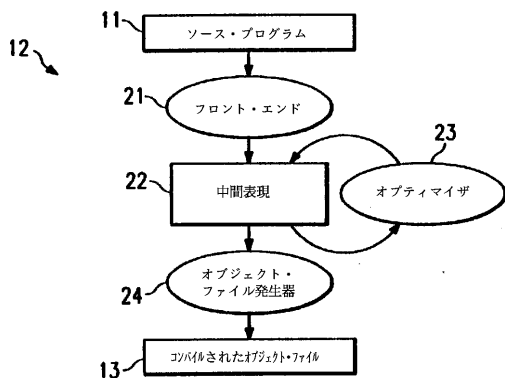 11
ソース・プログラム
12
21
フロント・エンド
23
22
中間表現
オプティマイザ
オブジェクト・
ファイル発生器
24
コンパイルされたオブジェクト・ファイル
13